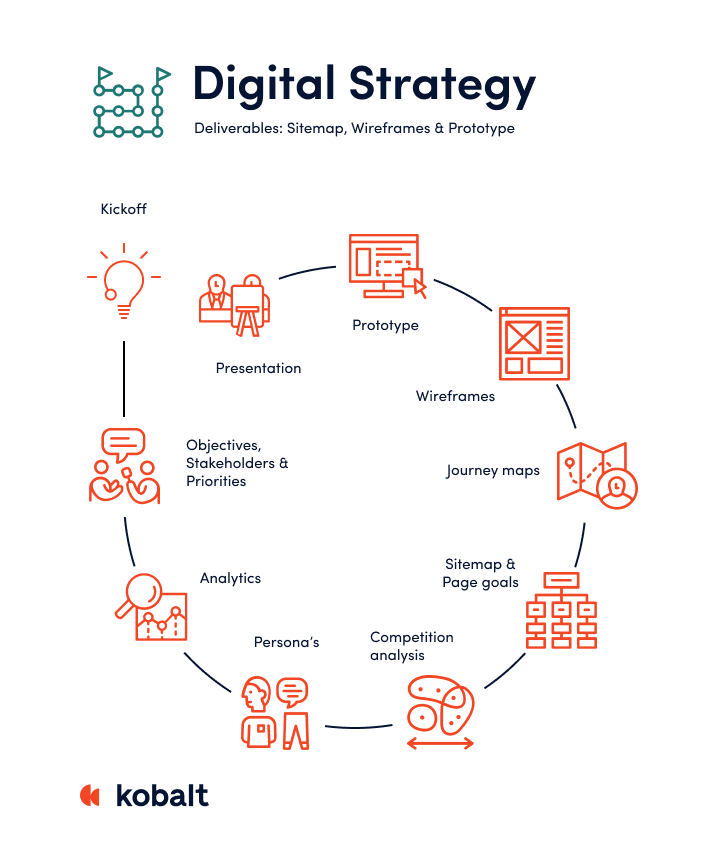 Digital Strategy
Deliverables: Sitemap, Wireframes & Prototype
Kickoff
Prototype
Presentation
Wireframes
Objectives,
Stakeholders &
Priorities
Journey maps
Sitemap &
Page goals
Analytics
Persona's
Competition
analysis
kobalt